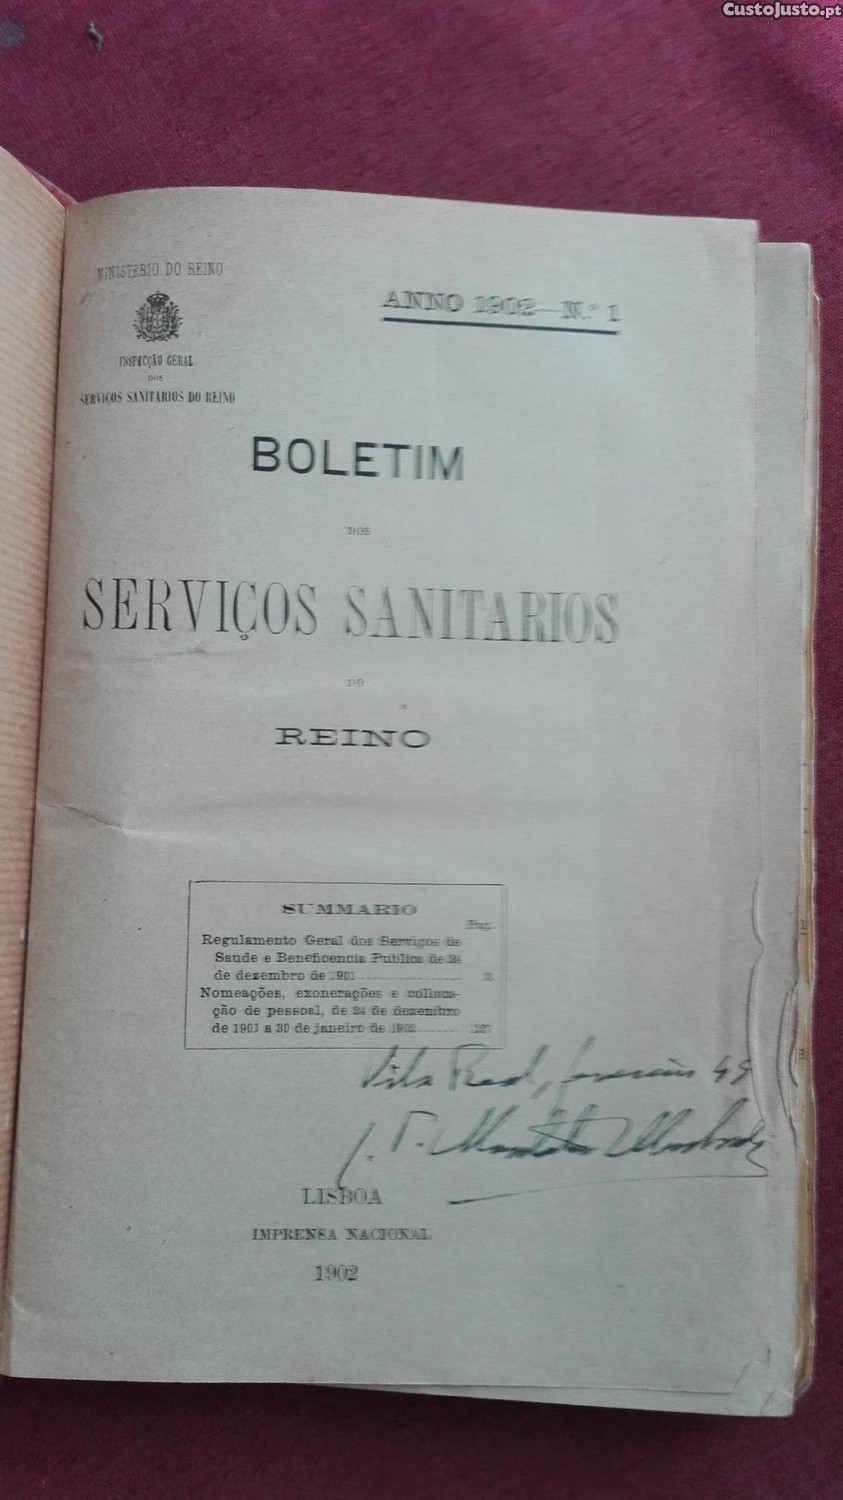 CustoJusto.pt
MINISTERIO DO REINO
INSPECÇÃO GERAL
DOS
SERVIÇOS SANITARIOS DO REINO
ANNO 1902—N.º 1
BOLETIM
DOS
SERVIÇOS SANITARIOS
DO
REINO
SUMMARIO
Pag.
Regulamento Geral dos Serviços de
Saude e Beneficencia Publica de 24
de dezembro de 1901
Nomeações, exonerações e colloca-
ção de pessoal, de 24 de dezembro
de 1901 a 30 de janeiro de 1902
Vila Real,
LISBOA
IMPRENSA NACIONAL
1902